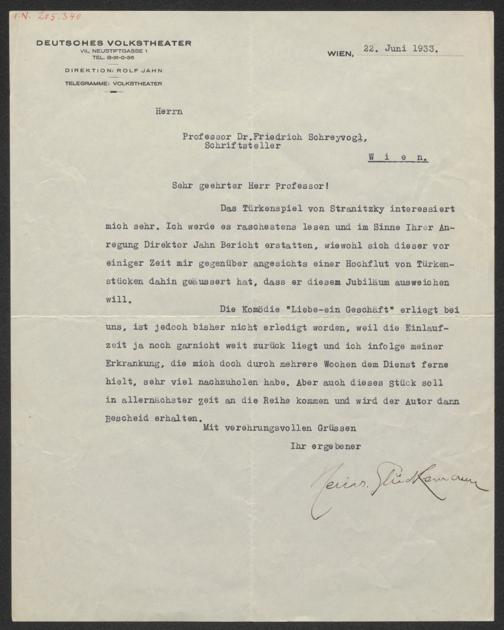 I.N. 205.340
DEUTSCHES VOLKSTHEATER
VII., NEUSTIFTGASSE 1
TEL. B-31-0-36
DIREKTION: ROLF JAHN
TELEGRAMME: VOLKSTHEATER
WIEN, 22. Juni 1933.
Herrn
Professor Dr.Friedrich Schreyvogl,
Schriftsteller
W i e n.
Sehr geehrter Herr Professor!
Das Türkenspiel von Stranitzky interessiert
mich sehr. Ich werde es raschestens lesen und im Sinne Ihrer An-
regung Direktor Jahn Bericht erstatten, wiewohl sich dieser vor
einiger Zeit mir gegenüber angesichts einer Hochflut von Türken-
stücken dahin geäussert hat, dass er diesem Jubiläum ausweichen
will.
Die Komödie "Liebe-ein Geschäft" erliegt bei
uns, ist jedoch bisher nicht erledigt worden, weil die Einlauf-
zeit ja noch garnicht weit zurück liegt und ich infolge meiner
Erkrankung, die mich doch durch mehrere Wochen dem Dienst ferne
hielt, sehr viel nachzuholen habe. Aber auch dieses Stück soll
in allernächster zeit an die Reihe kommen und wird der Autor dann
Bescheid erhalten.
Mit verehrungsvollen Grüssen
Ihr ergebener
Heinr. Glücksmann